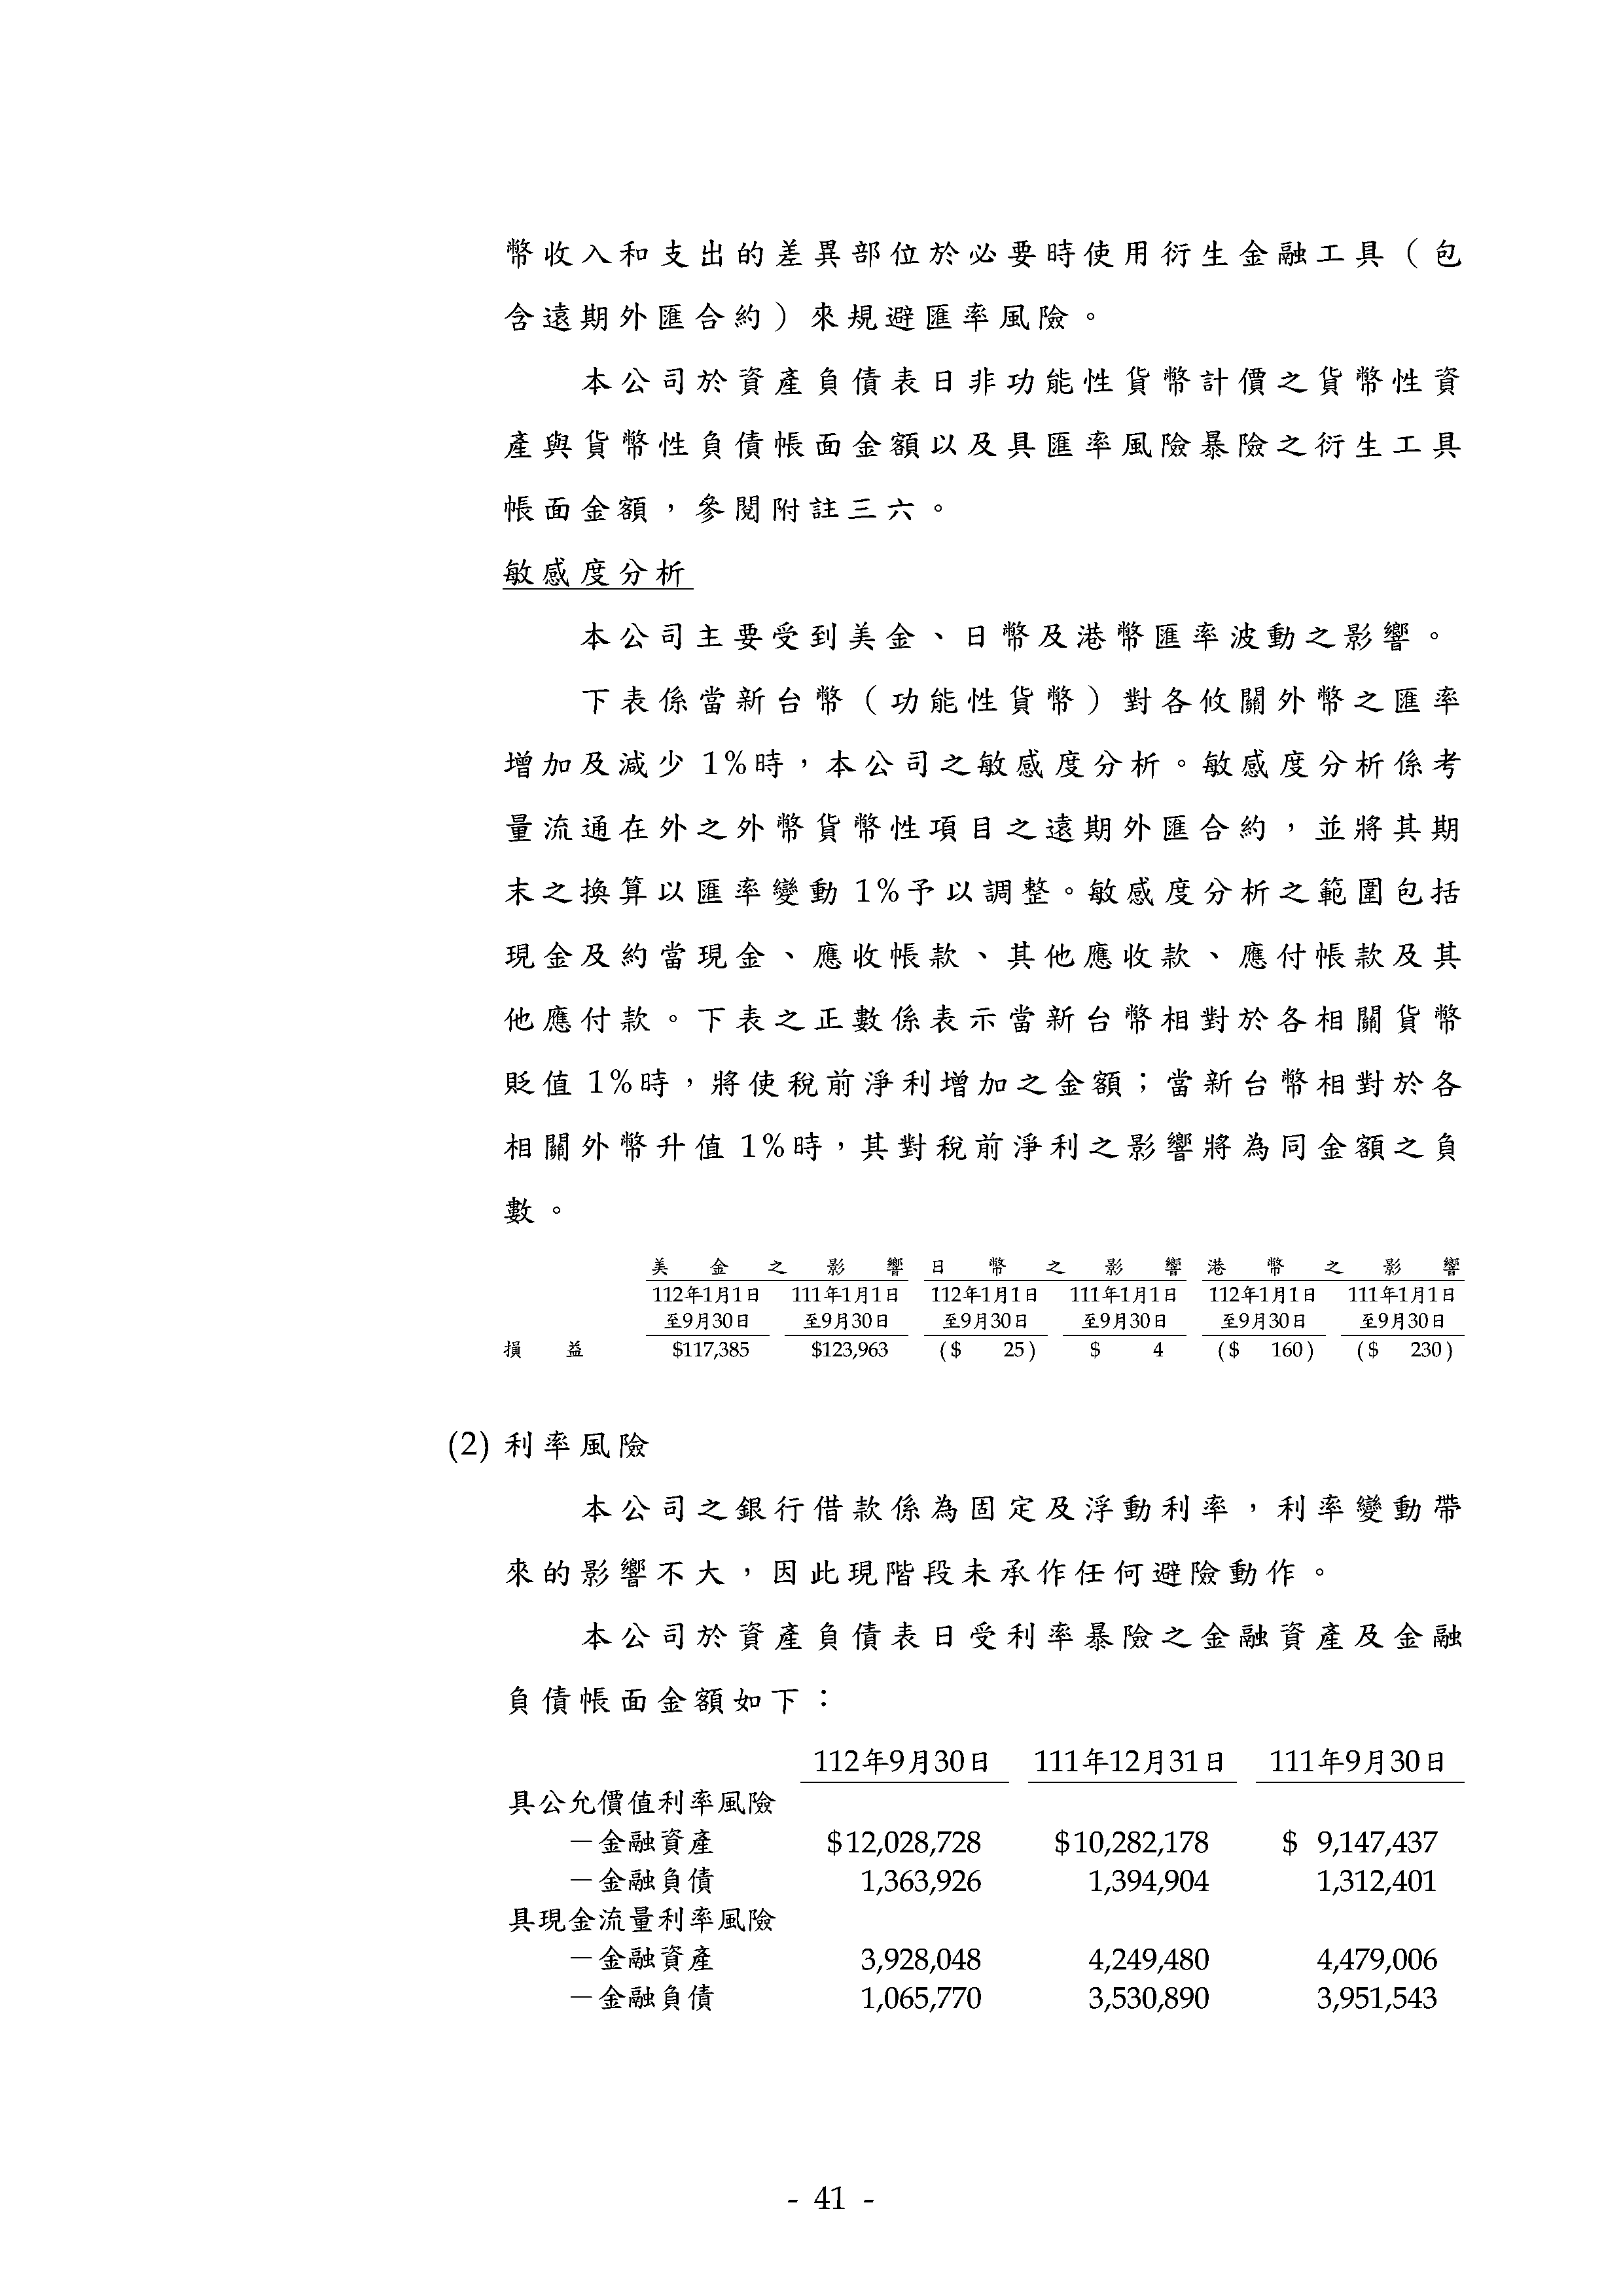 幣收入和支出的差異部位於必要時使用衍生金融工具（包
含遠期外匯合約）來規避匯率風險。
本公司於資產負債表日非功能性貨幣計價之貨幣性資
產與貨幣性負債帳面金額以及具匯率風險暴險之衍生工具
帳面金額，參閱附註三六。
敏感度分析
本公司主要受到美金、日幣及港幣匯率波動之影響。
下表係當新台幣（功能性貨幣）對各攸關外幣之匯率
增加及減少 1%時，本公司之敏感度分析。敏感度分析係考
量流通在外之外幣貨幣性項目之遠期外匯合約，並將其期
末之換算以匯率變動 1%予以調整。敏感度分析之範圍包括
現金及約當現金、應收帳款、其他應收款、應付帳款及其
他應付款。下表之正數係表示當新台幣相對於各相關貨幣
貶值 1%時，將使稅前淨利增加之金額；當新台幣相對於各
相關外幣升值 1%時，其對稅前淨利之影響將為同金額之負
數。
美金之影響 日幣之影響 港幣之影響
112年1月1日 111年1月1日 112年1月1日 111年1月1日 112年1月1日 111年1月1日
至9月30日 至9月30日 至9月30日 至9月30日 至9月30日 至9月30日
損益 $117,385 $123,963 ($ 25) $ 4 ($ 160) ($ 230)
(2) 利率風險
本公司之銀行借款係為固定及浮動利率，利率變動帶
來的影響不大，因此現階段未承作任何避險動作。
本公司於資產負債表日受利率暴險之金融資產及金融
負債帳面金額如下：
112年9月30日 111年12月31日 111年9月30日
具公允價值利率風險
－金融資產 $12,028,728 $10,282,178 $ 9,147,437
－金融負債 1,363,926 1,394,904 1,312,401
具現金流量利率風險
－金融資產 3,928,048 4,249,480 4,479,006
－金融負債 1,065,770 3,530,890 3,951,543
- 41 -